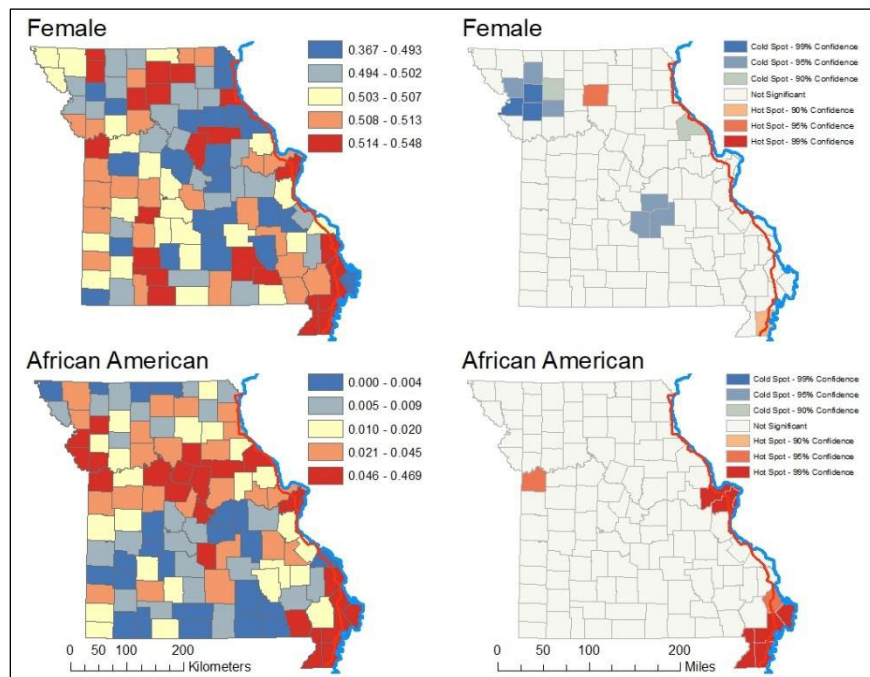 Female
0.367 - 0.493
0.494 - 0.502
0.503 - 0.507
0.508 - 0.513
0.514 - 0.548
Cold Spot - 99% Confidence
Cold Spot - 95% Confidence
Cold Spot - 90% Confidence
Not Significant
Hot Spot - 90% Confidence
Hot Spot - 95% Confidence
Hot Spot - 99% Confidence
African American
0.000 - 0.004
0.005 - 0.009
0.010 - 0.020
0.021 - 0.045
0.046 - 0.469
0 50 100 200
Kilometers
African American
Cold Spot - 99% Confidence
Cold Spot - 95% Confidence
Cold Spot - 90% Confidence
Not Significant
Hot Spot - 90% Confidence
Hot Spot - 95% Confidence
Hot Spot - 99% Confidence
0 50 100 200
Miles